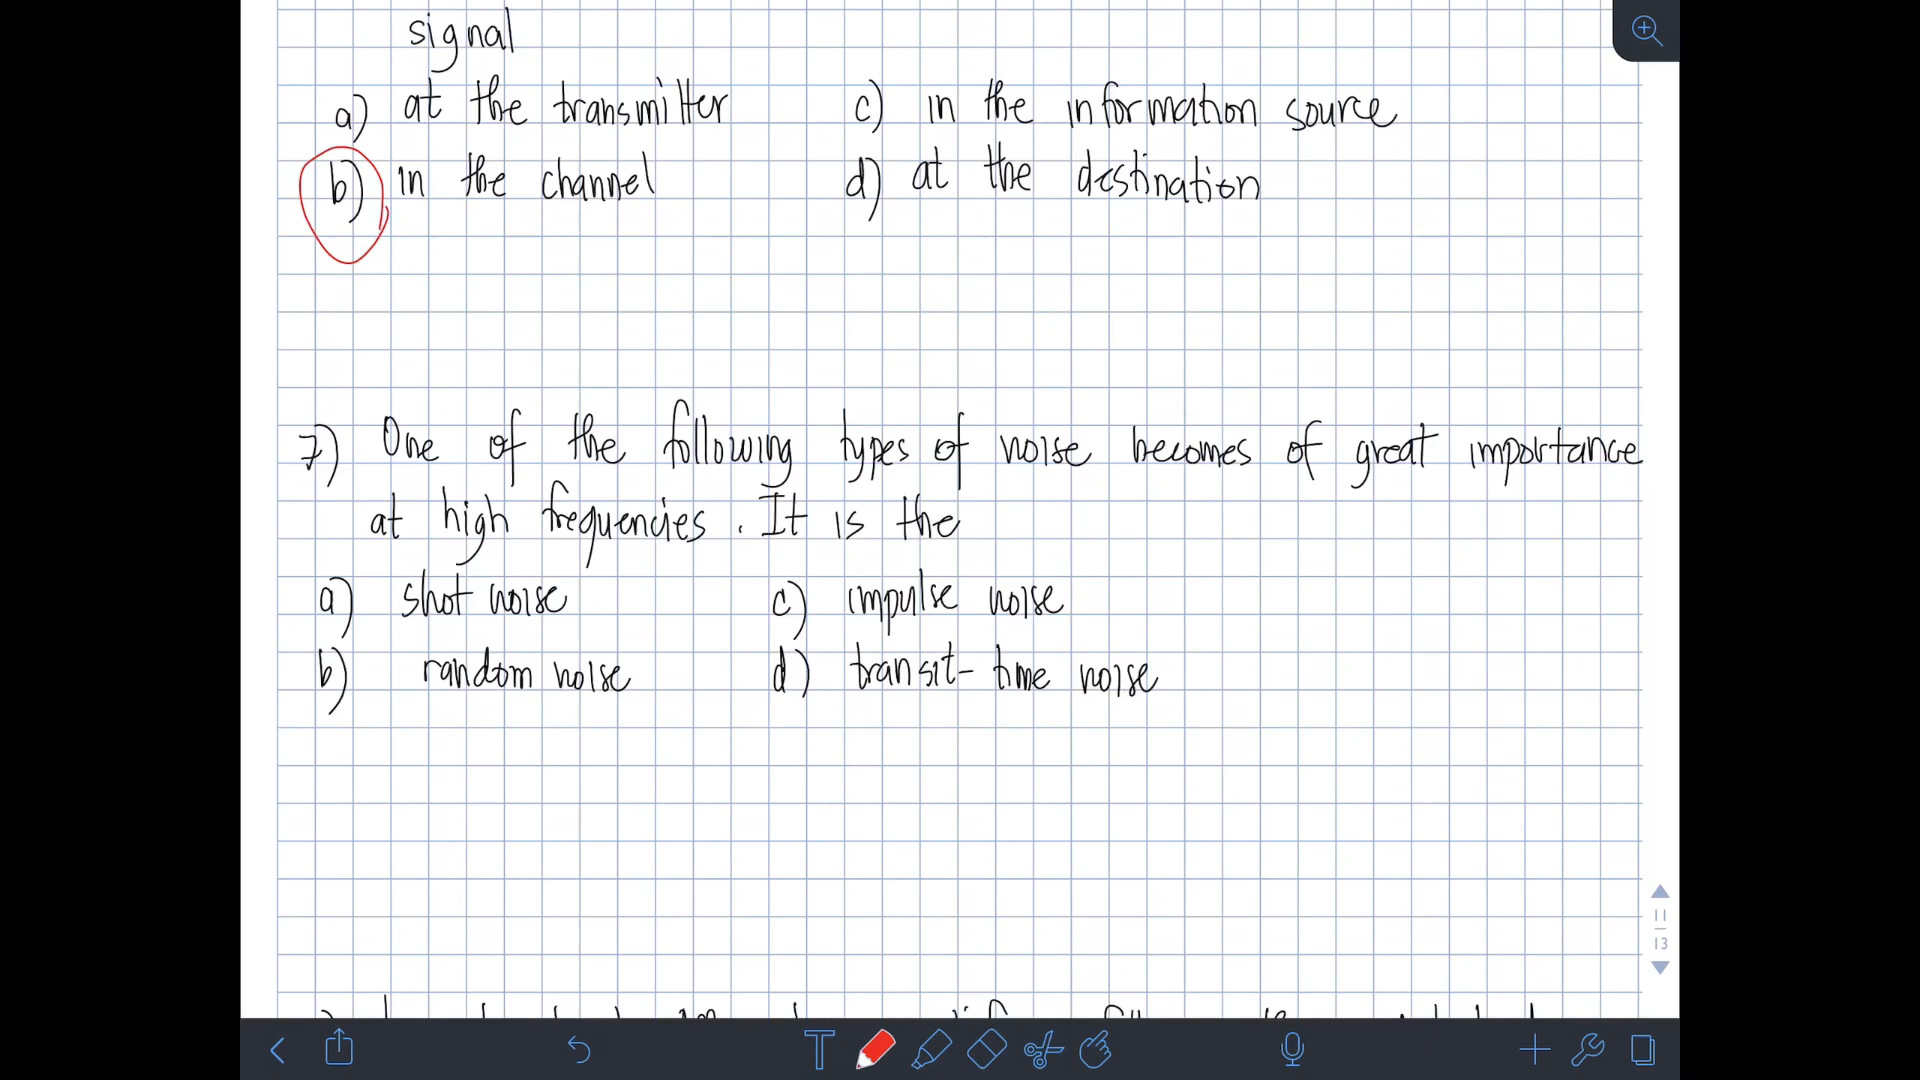 signal
a) at the transmitter c) in the information source
b) in the channel d) at the destination
7) One of the following types of noise becomes of great importance
at high frequencies. It is the
a) shot noise c) impulse noise
b) random noise d) transit-time noise
11
13
T